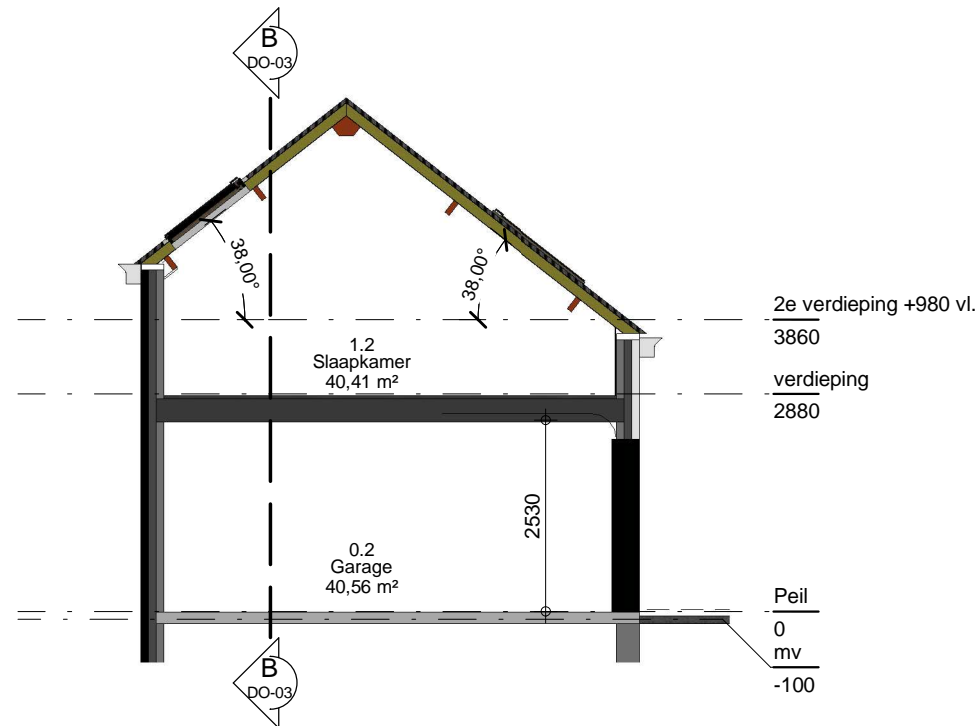 B
DO-03
38,00°
38,00°
2e verdieping +980 vl.
3860
1.2
Slaapkamer
40,41 m²
verdieping
2880
2530
0.2
Garage
40,56 m²
Peil
0
mv
-100
B
DO-03